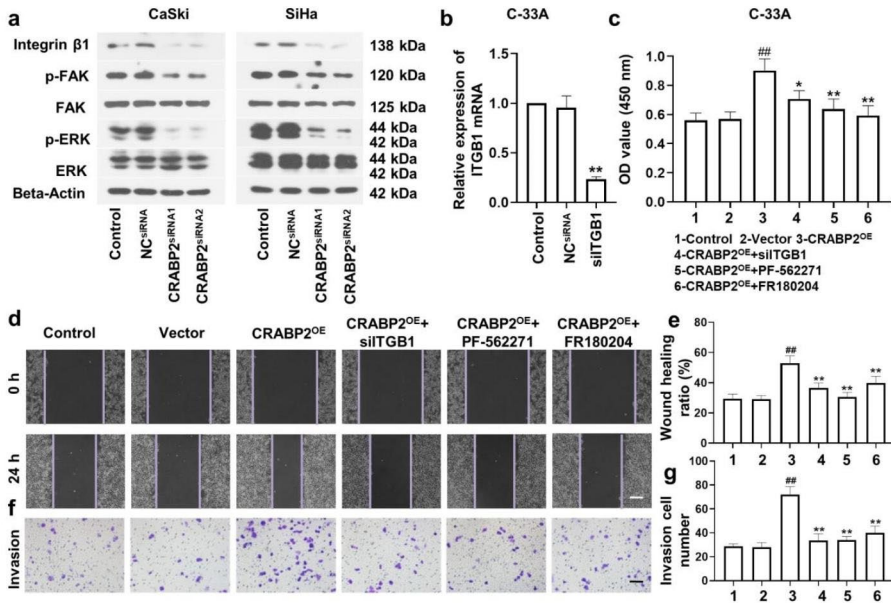 a
CaSki
SiHa
Integrin β1
138 kDa
p-FAK
120 kDa
FAK
125 kDa
p-ERK
44 kDa
42 kDa
ERK
44 kDa
42 kDa
Beta-Actin
42 kDa
Control
NCsiRNA
CRABP2siRNA1
CRABP2siRNA2
Control
NCsiRNA
CRABP2siRNA1
CRABP2siRNA2
b
C-33A
Relative expression of
ITGB1 mRNA
1.5
1.0
0.5
0.0
**
Control
NCsiRNA
siITGB1
c
C-33A
OD value (450 nm)
1.0
0.8
0.6
0.4
0.2
0.0
##
*
**
**
1 2 3 4 5 6
1-Control 2-Vector 3-CRABP2OE
4-CRABP2OE+siITGB1
5-CRABP2OE+PF-562271
6-CRABP2OE+FR180204
d
Control
Vector
CRABP2OE
CRABP2OE+
siITGB1
CRABP2OE+
PF-562271
CRABP2OE+
FR180204
0 h
24 h
e
Wound healing
ratio (%)
80
60
40
20
0
##
**
**
**
1 2 3 4 5 6
f
Invasion
g
Invasion cell
number
80
60
40
20
0
##
**
**
**
1 2 3 4 5 6